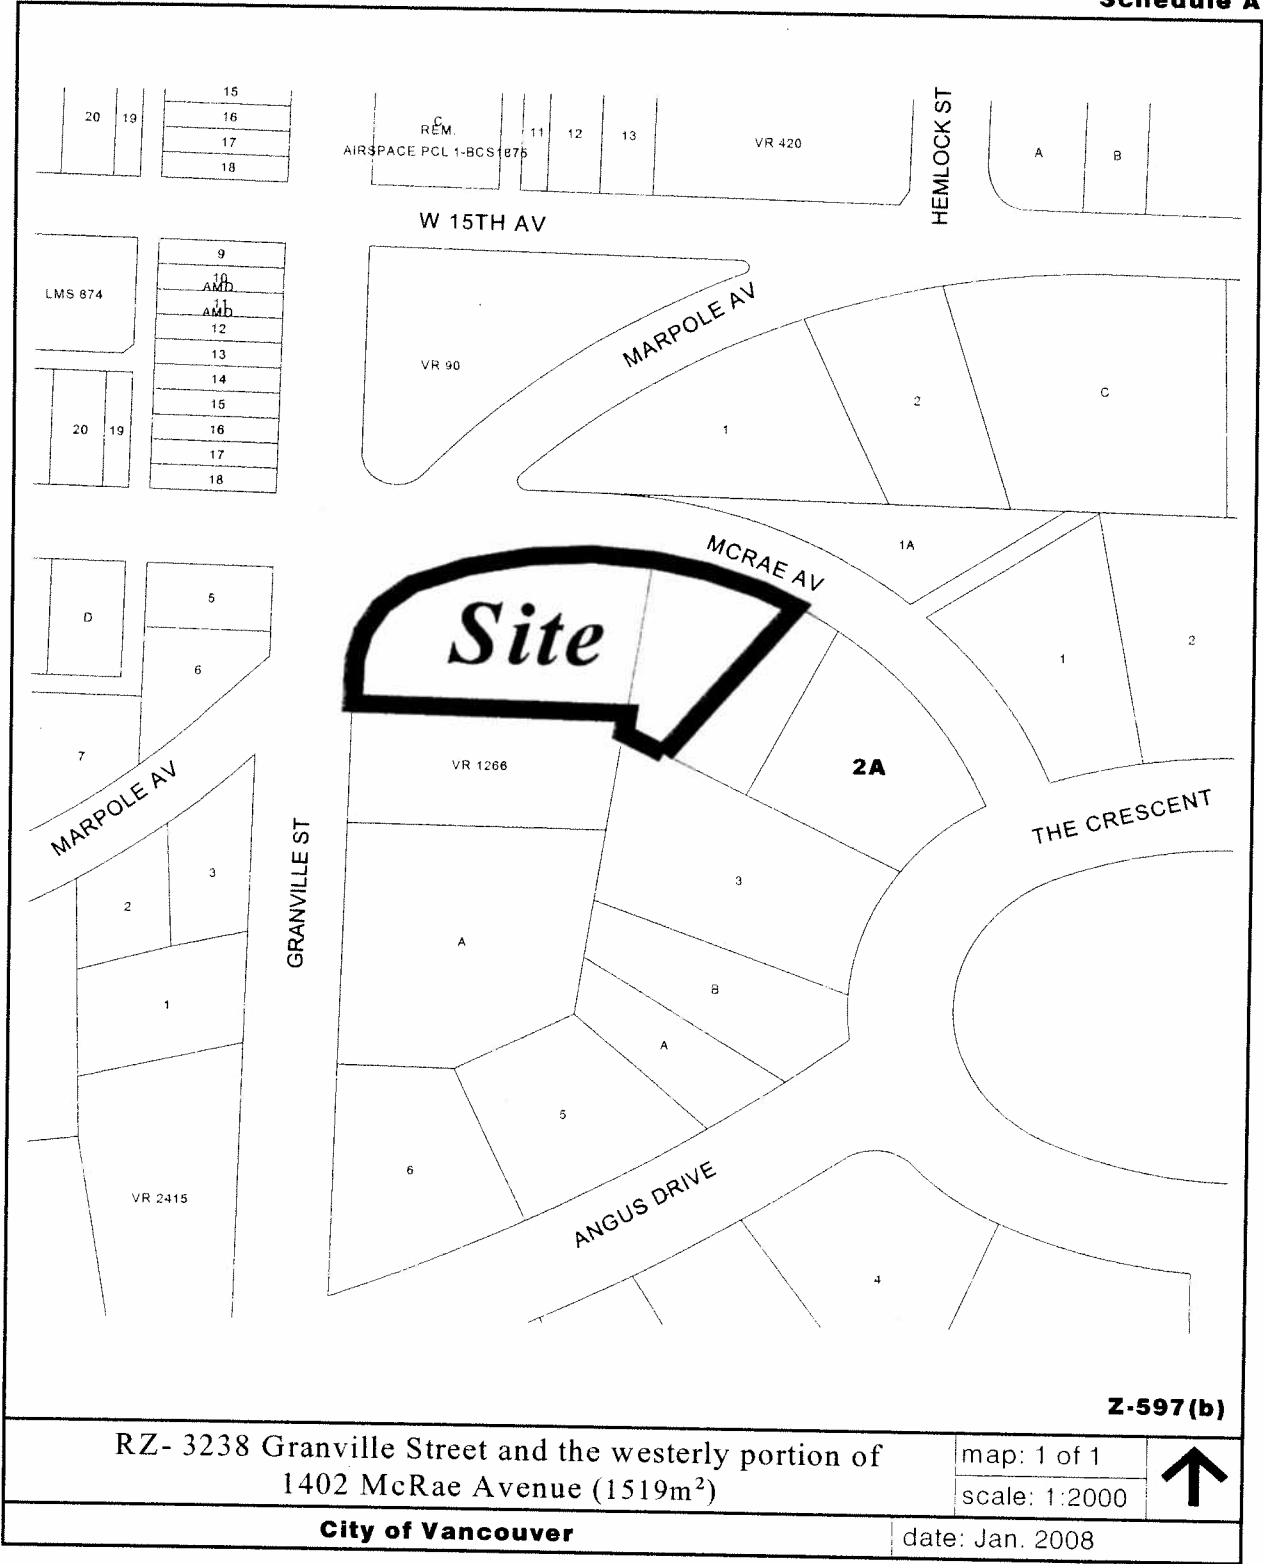 Schedule A
20
19
15
16
17
18
C
REM.
AIRSPACE PCL 1-BCS1875
11
12
13
VR 420
HEMLOCK ST
A
B
W 15TH AV
LMS 874
9
10
AMD
11
AMD
12
13
14
15
16
17
18
20
19
VR 90
MARPOLE AV
1
2
C
MCRAE AV
1A
D
5
6
7
Site
1
2
MARPOLE AV
VR 1266
2A
THE CRESCENT
GRANVILLE ST
2
3
1
A
3
B
A
5
6
VR 2415
ANGUS DRIVE
4
Z-597(b)
RZ- 3238 Granville Street and the westerly portion of
1402 McRae Avenue (1519m²)
map: 1 of 1
scale: 1:2000
City of Vancouver
date: Jan. 2008